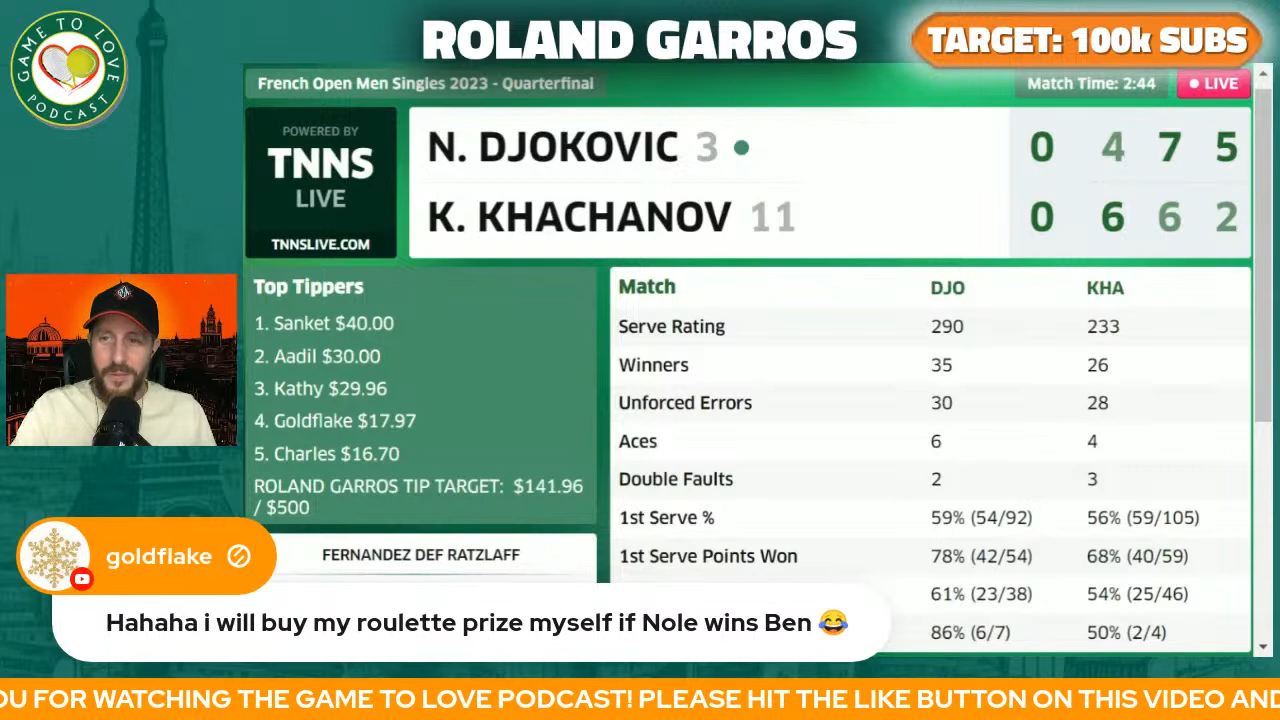 GAME TO LOVE
PODCAST
ROLAND GARROS
TARGET: 100k SUBS
French Open Men Singles 2023 - Quarterfinal
Match Time: 2:44
LIVE
POWERED BY
TNNS
LIVE
TNNSLIVE.COM
N. DJOKOVIC 3 0 4 7 5
K. KHACHANOV 11 0 6 6 2
Top Tippers
1. Sanket $40.00
2. Aadil $30.00
3. Kathy $29.96
4. Goldflake $17.97
5. Charles $16.70
ROLAND GARROS TIP TARGET: $141.96
/ $500
FERNANDEZ DEF RATZLAFF
Match DJO KHA
Serve Rating 290 233
Winners 35 26
Unforced Errors 30 28
Aces 6 4
Double Faults 2 3
1st Serve % 59% (54/92) 56% (59/105)
1st Serve Points Won 78% (42/54) 68% (40/59)
61% (23/38) 54% (25/46)
86% (6/7) 50% (2/4)
goldflake
Hahaha i will buy my roulette prize myself if Nole wins Ben 😂
OU FOR WATCHING THE GAME TO LOVE PODCAST! PLEASE HIT THE LIKE BUTTON ON THIS VIDEO AND